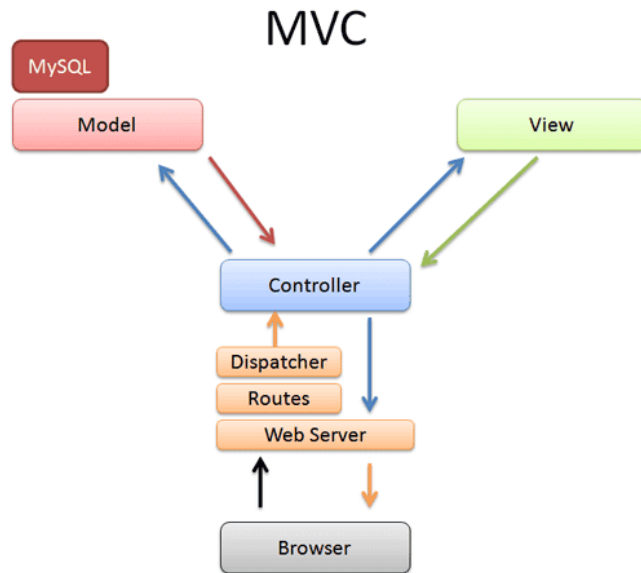 MVC
MySQL
Model
View
Controller
Dispatcher
Routes
Web Server
Browser